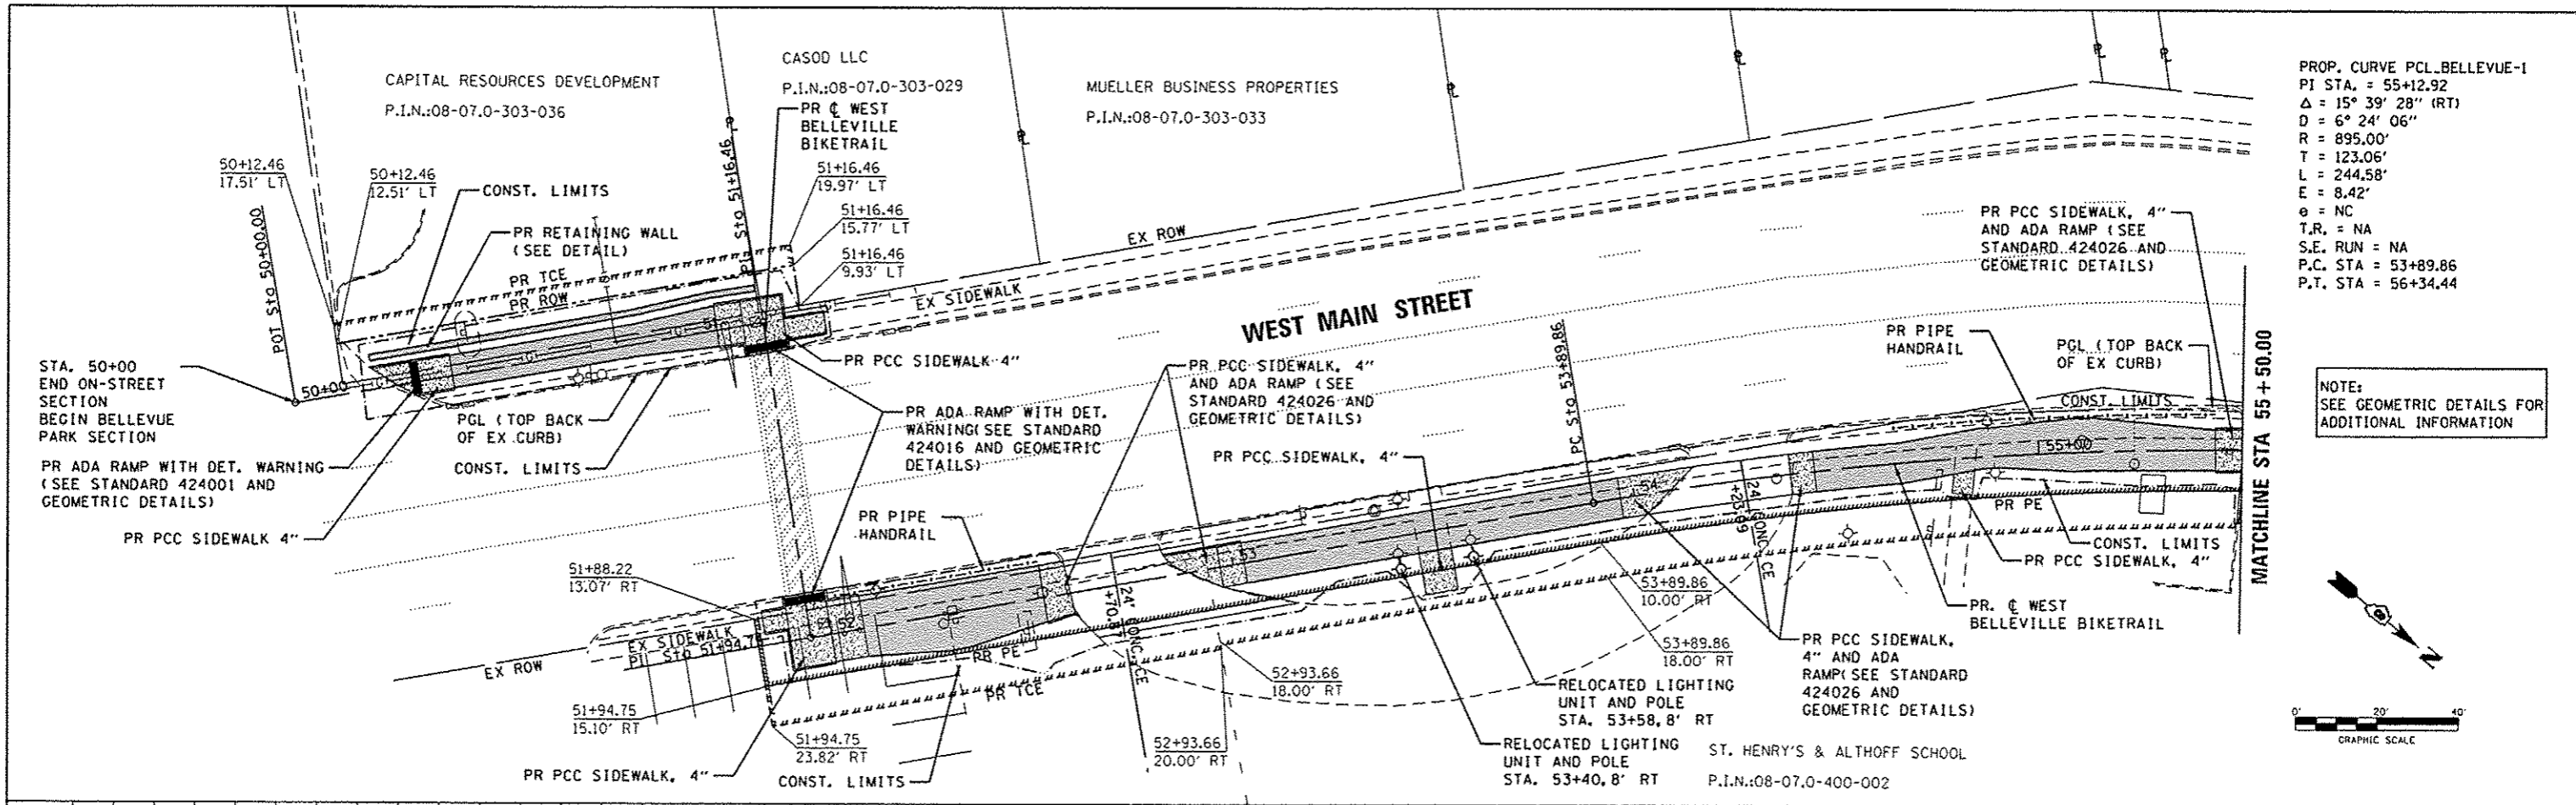 CAPITAL RESOURCES DEVELOPMENT
P.I.N.:08-07.0-303-036
CASOD LLC
P.I.N.:08-07.0-303-029
MUELLER BUSINESS PROPERTIES
P.I.N.:08-07.0-303-033
PR ℄ WEST
BELLEVILLE
BIKETRAIL
50+12.46
17.51' LT
50+12.46
12.51' LT
CONST. LIMITS
PR RETAINING WALL
(SEE DETAIL)
PR TCE
PR ROW
POT Sta 50+00.00
Sta 51+16.46
51+16.46
19.97' LT
51+16.46
15.77' LT
51+16.46
9.93' LT
EX ROW
EX SIDEWALK
WEST MAIN STREET
STA. 50+00
END ON-STREET
SECTION
BEGIN BELLEVUE
PARK SECTION
50+00
51
PR ADA RAMP WITH DET. WARNING
(SEE STANDARD 424001 AND
GEOMETRIC DETAILS)
PR PCC SIDEWALK 4"
PGL (TOP BACK
OF EX CURB)
CONST. LIMITS
PR PCC SIDEWALK 4"
PR ADA RAMP WITH DET.
WARNING(SEE STANDARD
424016 AND GEOMETRIC
DETAILS)
PR PCC SIDEWALK, 4"
AND ADA RAMP (SEE
STANDARD 424026 AND
GEOMETRIC DETAILS)
PR PCC SIDEWALK, 4"
PC Sta 53+89.86
PR PCC SIDEWALK, 4"
AND ADA RAMP (SEE
STANDARD 424026 AND
GEOMETRIC DETAILS)
PR PIPE
HANDRAIL
PGL (TOP BACK
OF EX CURB)
CONST. LIMITS
55+00
MATCHLINE STA 55+50.00
PROP. CURVE PCL_BELLEVUE-1
PI STA. = 55+12.92
Δ = 15° 39' 28" (RT)
D = 6° 24' 06"
R = 895.00'
T = 123.06'
L = 244.58'
E = 8.42'
e = NC
T.R. = NA
S.E. RUN = NA
P.C. STA = 53+89.86
P.T. STA = 56+34.44
NOTE:
SEE GEOMETRIC DETAILS FOR
ADDITIONAL INFORMATION
PR PIPE
HANDRAIL
51+88.22
13.07' RT
EX SIDEWALK
PI Sta 51+94.75
EX ROW
52
53
54
51+94.75
15.10' RT
51+94.75
23.82' RT
PR PCC SIDEWALK, 4"
CONST. LIMITS
PR PE
PR TCE
24' CONC. CE
+70.87
52+93.66
20.00' RT
52+93.66
18.00' RT
53+89.86
10.00' RT
53+89.86
18.00' RT
24' CONC. CE
+23.99
RELOCATED LIGHTING
UNIT AND POLE
STA. 53+58, 8' RT
RELOCATED LIGHTING
UNIT AND POLE
STA. 53+40, 8' RT
PR PCC SIDEWALK,
4" AND ADA
RAMP(SEE STANDARD
424026 AND
GEOMETRIC DETAILS)
PR PE
CONST. LIMITS
PR PCC SIDEWALK, 4"
PR. ℄ WEST
BELLEVILLE BIKETRAIL
ST. HENRY'S & ALTHOFF SCHOOL
P.I.N.:08-07.0-400-002
N
0' 20' 40'
GRAPHIC SCALE